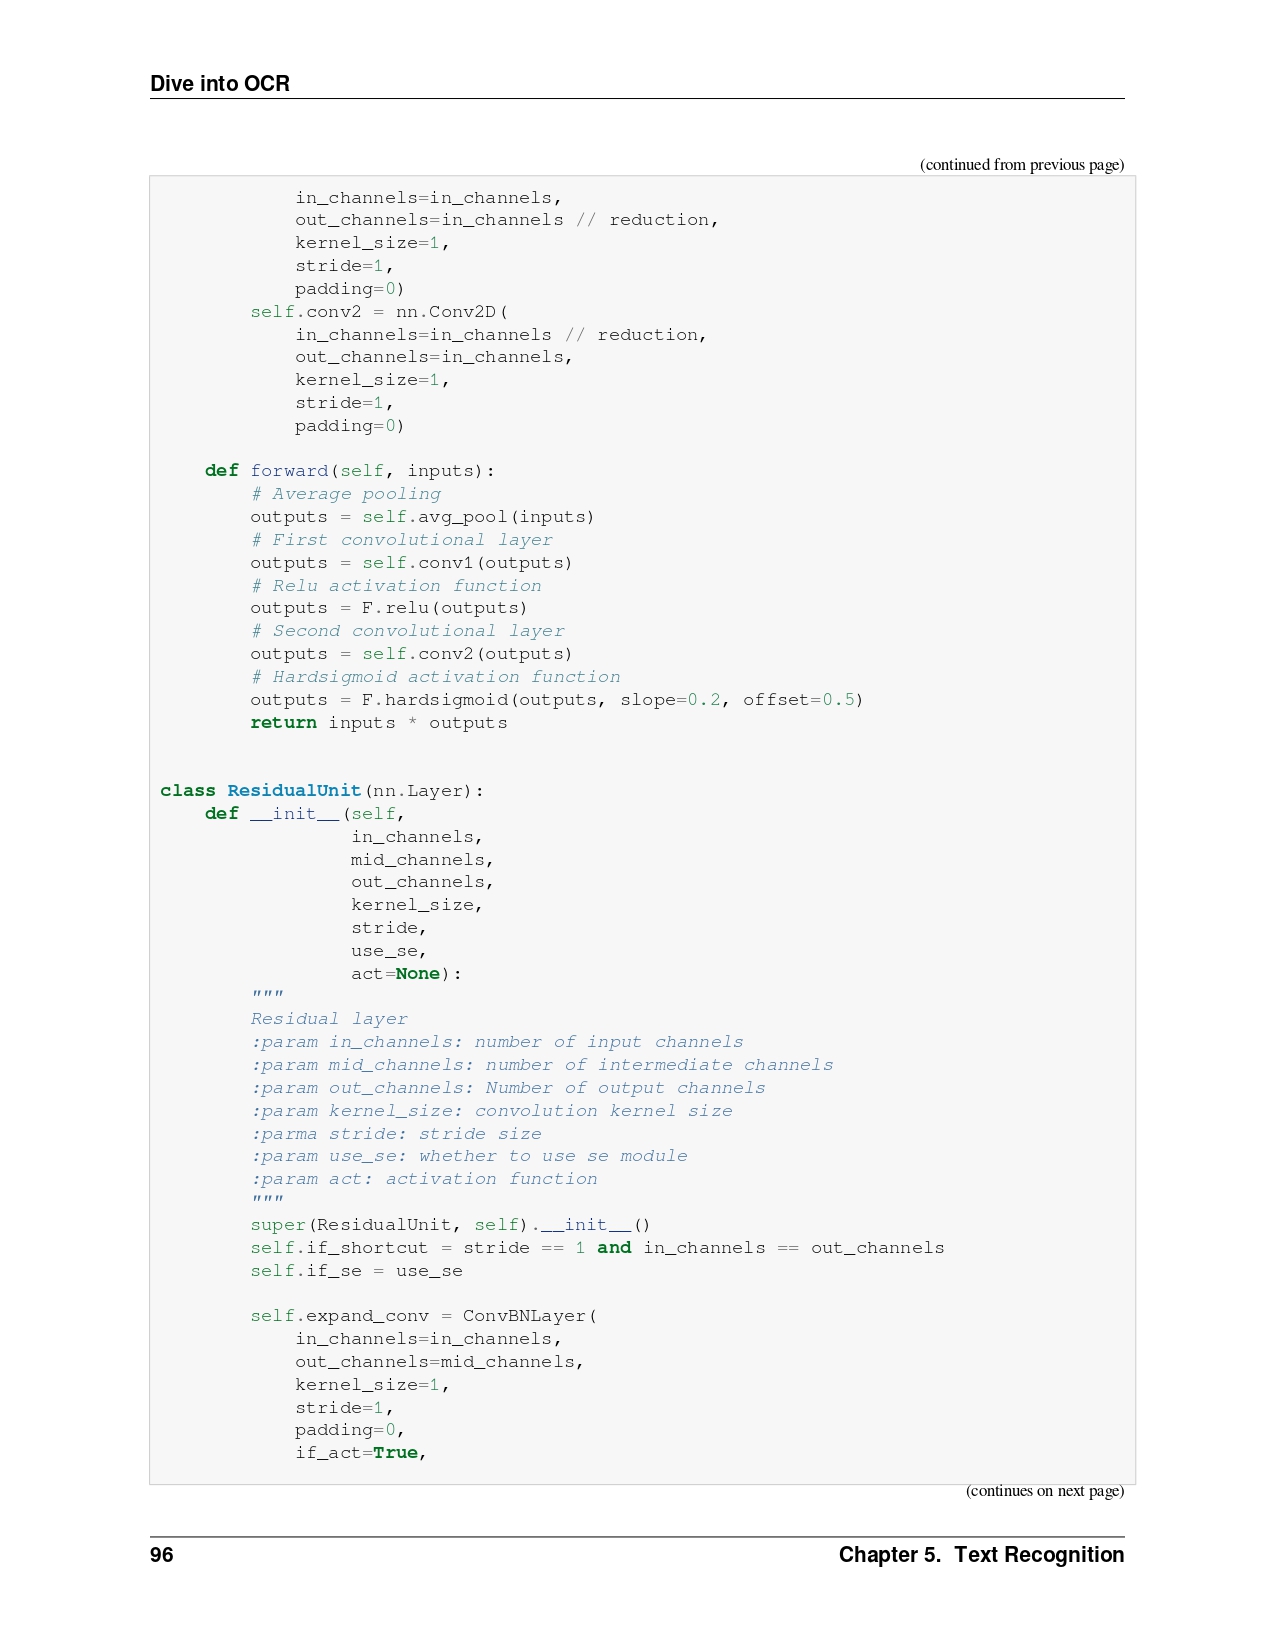 Dive into OCR
(continued from previous page)
            in_channels=in_channels,
            out_channels=in_channels // reduction,
            kernel_size=1,
            stride=1,
            padding=0)
        self.conv2 = nn.Conv2D(
            in_channels=in_channels // reduction,
            out_channels=in_channels,
            kernel_size=1,
            stride=1,
            padding=0)
    def forward(self, inputs):
        # Average pooling
        outputs = self.avg_pool(inputs)
        # First convolutional layer
        outputs = self.conv1(outputs)
        # Relu activation function
        outputs = F.relu(outputs)
        # Second convolutional layer
        outputs = self.conv2(outputs)
        # Hardsigmoid activation function
        outputs = F.hardsigmoid(outputs, slope=0.2, offset=0.5)
        return inputs * outputs
class ResidualUnit(nn.Layer):
    def __init__(self,
                 in_channels,
                 mid_channels,
                 out_channels,
                 kernel_size,
                 stride,
                 use_se,
                 act=None):
        """
        Residual layer
        :param in_channels: number of input channels
        :param mid_channels: number of intermediate channels
        :param out_channels: Number of output channels
        :param kernel_size: convolution kernel size
        :parma stride: stride size
        :param use_se: whether to use se module
        :param act: activation function
        """
        super(ResidualUnit, self).__init__()
        self.if_shortcut = stride == 1 and in_channels == out_channels
        self.if_se = use_se
        self.expand_conv = ConvBNLayer(
            in_channels=in_channels,
            out_channels=mid_channels,
            kernel_size=1,
            stride=1,
            padding=0,
            if_act=True,
(continues on next page)
96 Chapter 5. Text Recognition